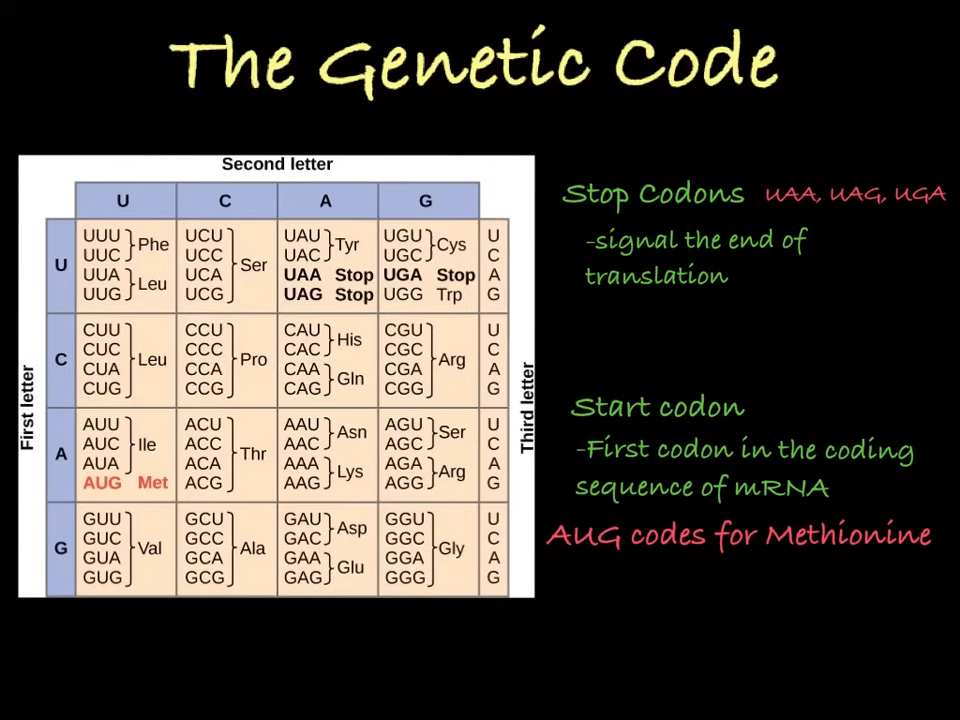 The Genetic Code
Second letter
U C A G
First letter
U
UUU
UUC
Phe
UUA
UUG
Leu
UCU
UCC
UCA
UCG
Ser
UAU
UAC
Tyr
UAA Stop
UAG Stop
UGU
UGC
Cys
UGA Stop
UGG Trp
U
C
A
G
C
CUU
CUC
CUA
CUG
Leu
CCU
CCC
CCA
CCG
Pro
CAU
CAC
His
CAA
CAG
Gln
CGU
CGC
CGA
CGG
Arg
U
C
A
G
A
AUU
AUC
AUA
Ile
AUG Met
ACU
ACC
ACA
ACG
Thr
AAU
AAC
Asn
AAA
AAG
Lys
AGU
AGC
Ser
AGA
AGG
Arg
U
C
A
G
G
GUU
GUC
GUA
GUG
Val
GCU
GCC
GCA
GCG
Ala
GAU
GAC
Asp
GAA
GAG
Glu
GGU
GGC
GGA
GGG
Gly
U
C
A
G
Third letter
Stop Codons UAA, UAG, UGA
-signal the end of
translation
Start codon
-First codon in the coding
sequence of mRNA
AUG codes for Methionine